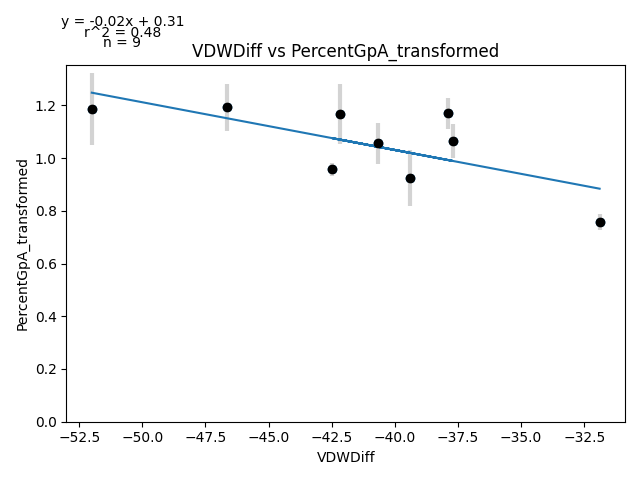 y = -0.02x + 0.31
r^2 = 0.48
n = 9
VDWDiff vs PercentGpA_transformed
PercentGpA_transformed
1.2
1.0
0.8
0.6
0.4
0.2
0.0
−52.5 −50.0 −47.5 −45.0 −42.5 −40.0 −37.5 −35.0 −32.5
VDWDiff